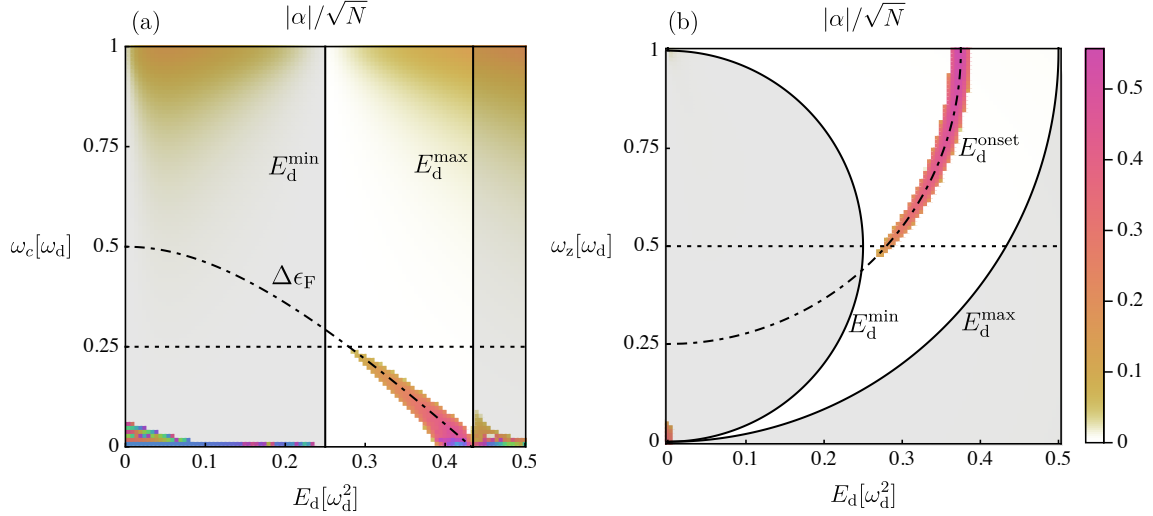 (a)
|α|/√N
1
0.75
0.5
0.25
0
ω_c[ω_d]
E_d^min
E_d^max
Δϵ_F
0
0.1
0.3
0.4
0.5
E_d[ω_d^2]
(b)
|α|/√N
1
0.75
0.5
0.25
0
ω_z[ω_d]
E_d^onset
E_d^min
E_d^max
0
0.1
0.2
0.3
0.4
0.5
E_d[ω_d^2]
0.5
0.4
0.3
0.2
0.1
0